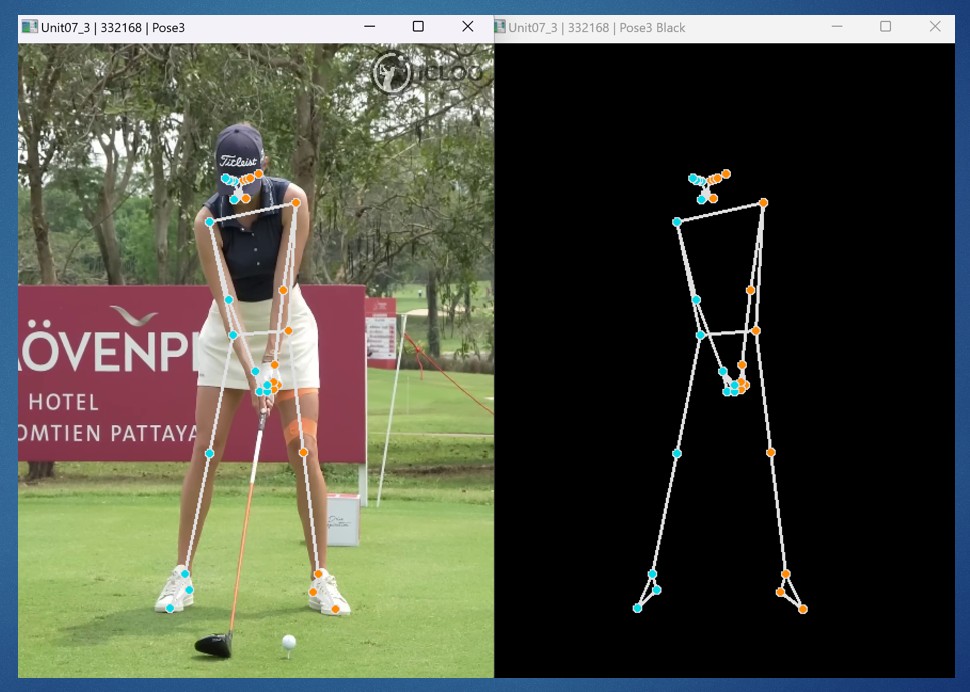 Unit07_3 | 332168 | Pose3
Unit07_3 | 332168 | Pose3 Black
Titleist
ÖVENP
HOTEL
OMTIEN PATTAYA